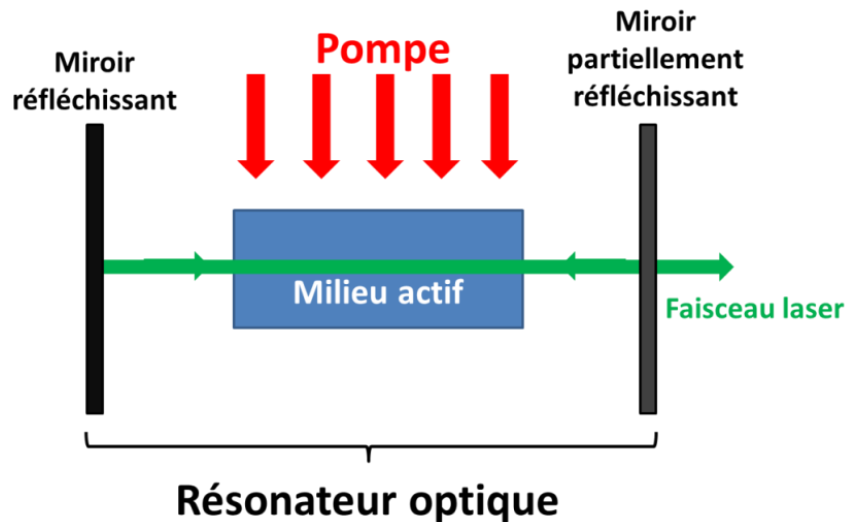 Pompe
Miroir
réfléchissant
Miroir
partiellement
réfléchissant
Milieu actif
Faisceau laser
Résonateur optique